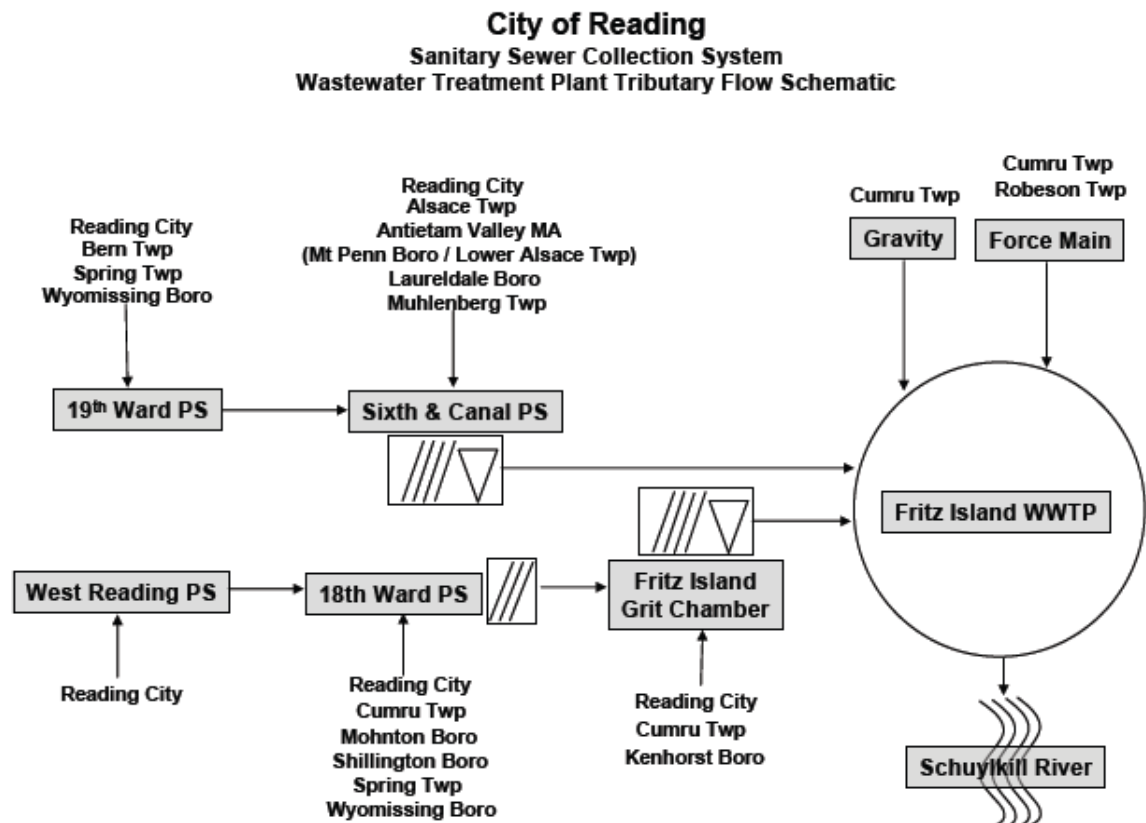 City of Reading
Sanitary Sewer Collection System
Wastewater Treatment Plant Tributary Flow Schematic
Reading City
Bern Twp
Spring Twp
Wyomissing Boro
Reading City
Alsace Twp
Antietam Valley MA
(Mt Penn Boro / Lower Alsace Twp)
Laureldale Boro
Muhlenberg Twp
Cumru Twp
Gravity
Cumru Twp
Robeson Twp
Force Main
19th Ward PS
Sixth & Canal PS
Fritz Island WWTP
West Reading PS
18th Ward PS
Fritz Island
Grit Chamber
Reading City
Reading City
Cumru Twp
Mohnton Boro
Shillington Boro
Spring Twp
Wyomissing Boro
Reading City
Cumru Twp
Kenhorst Boro
Schuylkill River